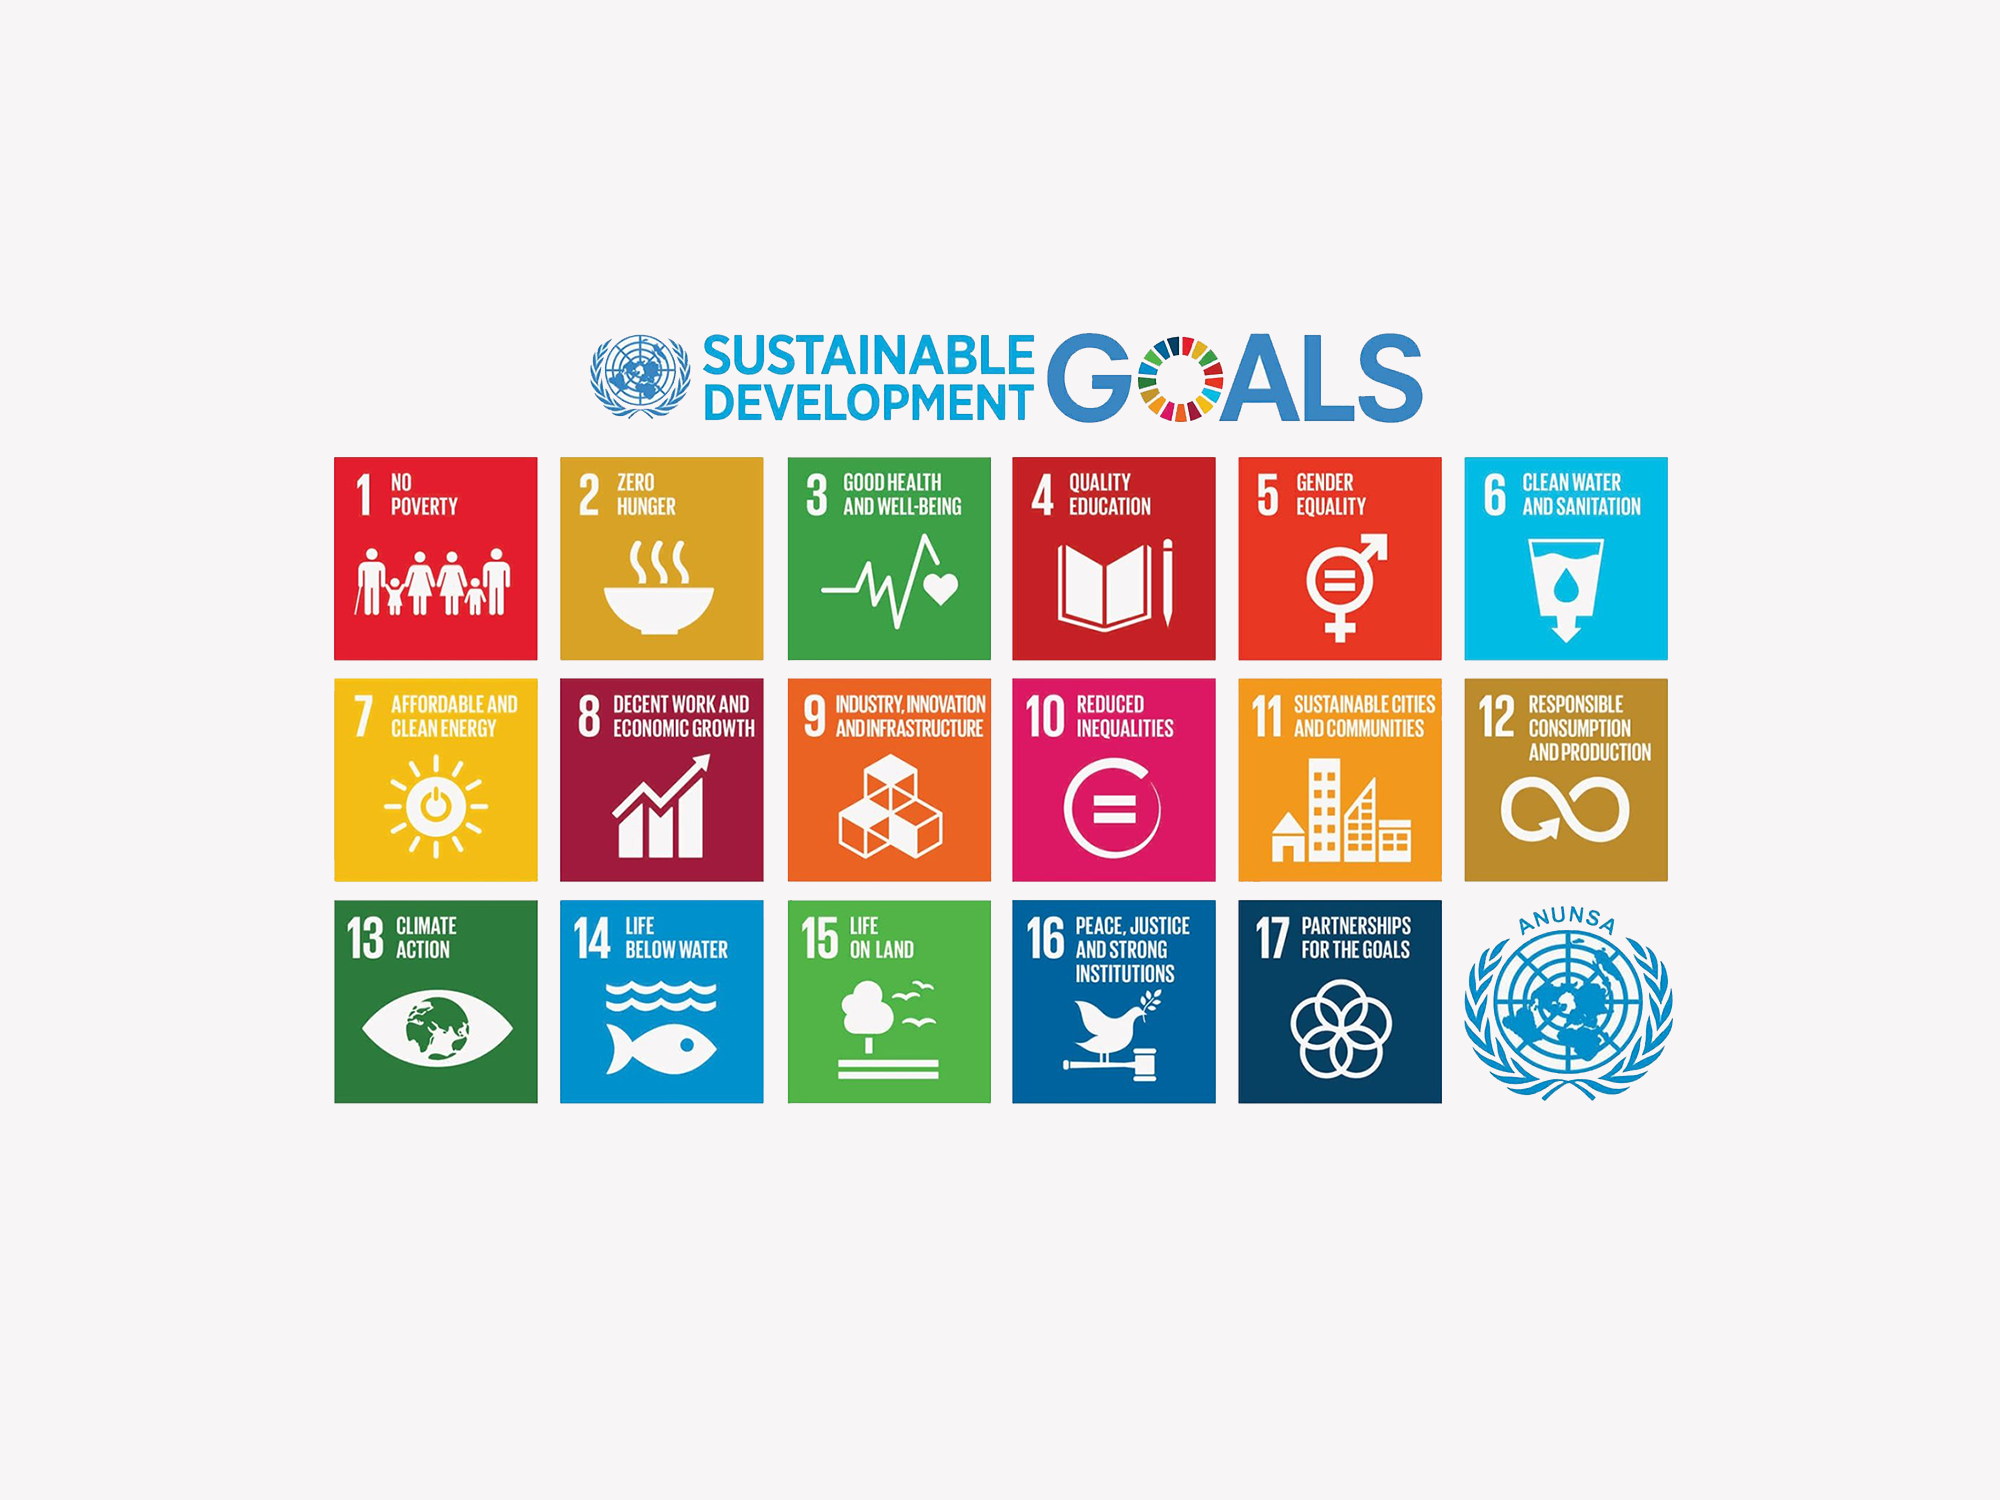 SUSTAINABLE
DEVELOPMENT
GOALS
1 NO
POVERTY
2 ZERO
HUNGER
3 GOOD HEALTH
AND WELL-BEING
4 QUALITY
EDUCATION
5 GENDER
EQUALITY
6 CLEAN WATER
AND SANITATION
7 AFFORDABLE AND
CLEAN ENERGY
8 DECENT WORK AND
ECONOMIC GROWTH
9 INDUSTRY, INNOVATION
AND INFRASTRUCTURE
10 REDUCED
INEQUALITIES
11 SUSTAINABLE CITIES
AND COMMUNITIES
12 RESPONSIBLE
CONSUMPTION
AND PRODUCTION
13 CLIMATE
ACTION
14 LIFE
BELOW WATER
15 LIFE
ON LAND
16 PEACE, JUSTICE
AND STRONG
INSTITUTIONS
17 PARTNERSHIPS
FOR THE GOALS
ANUNSA